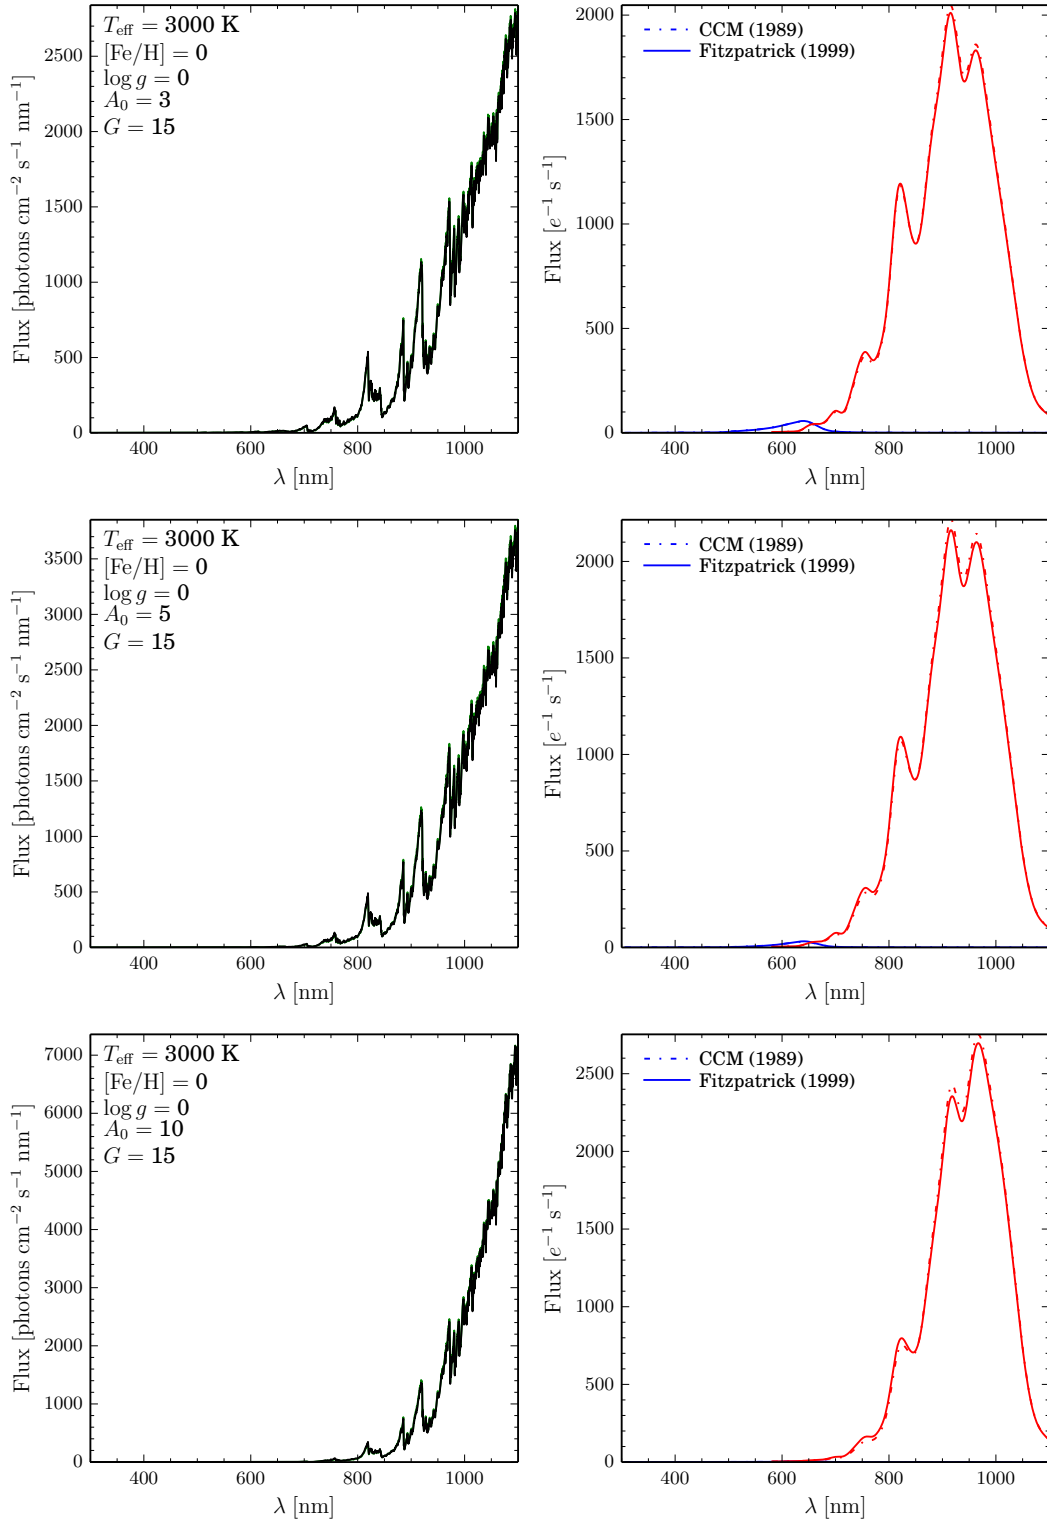 2500
2000
1500
1000
500
0
Flux [photons cm⁻² s⁻¹ nm⁻¹]
T_eff = 3000 K
[Fe/H] = 0
log g = 0
A₀ = 3
G = 15
400 600 800 1000
λ [nm]
2000
1500
1000
500
0
Flux [e⁻¹ s⁻¹]
CCM (1989)
Fitzpatrick (1999)
400 600 800 1000
λ [nm]
3500
3000
2500
2000
1500
1000
500
0
Flux [photons cm⁻² s⁻¹ nm⁻¹]
T_eff = 3000 K
[Fe/H] = 0
log g = 0
A₀ = 5
G = 15
400 600 800 1000
λ [nm]
2000
1500
1000
500
0
Flux [e⁻¹ s⁻¹]
CCM (1989)
Fitzpatrick (1999)
400 600 800 1000
λ [nm]
7000
6000
5000
4000
3000
2000
1000
0
Flux [photons cm⁻² s⁻¹ nm⁻¹]
T_eff = 3000 K
[Fe/H] = 0
log g = 0
A₀ = 10
G = 15
400 600 800 1000
λ [nm]
2500
2000
1500
1000
500
0
Flux [e⁻¹ s⁻¹]
CCM (1989)
Fitzpatrick (1999)
400 600 800 1000
λ [nm]